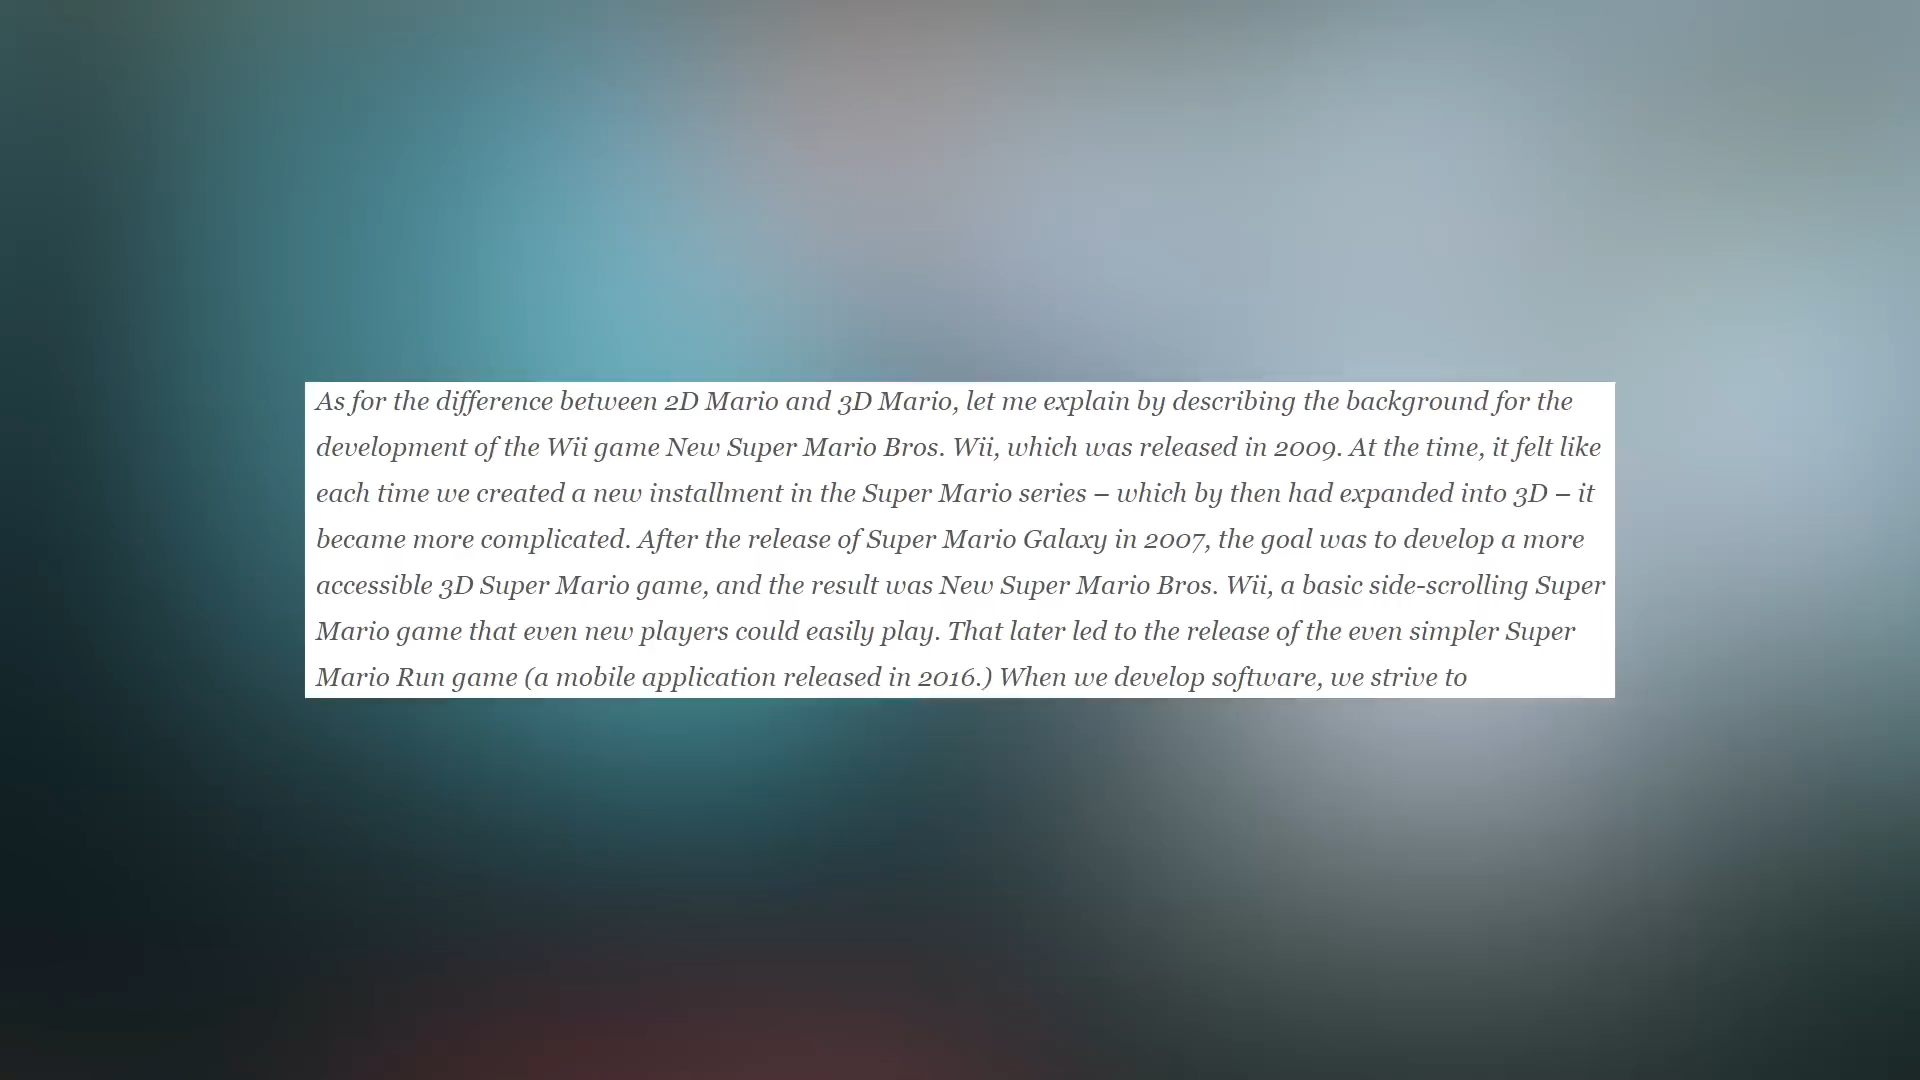 As for the difference between 2D Mario and 3D Mario, let me explain by describing the background for the
development of the Wii game New Super Mario Bros. Wii, which was released in 2009. At the time, it felt like
each time we created a new installment in the Super Mario series – which by then had expanded into 3D – it
became more complicated. After the release of Super Mario Galaxy in 2007, the goal was to develop a more
accessible 3D Super Mario game, and the result was New Super Mario Bros. Wii, a basic side-scrolling Super
Mario game that even new players could easily play. That later led to the release of the even simpler Super
Mario Run game (a mobile application released in 2016.) When we develop software, we strive to